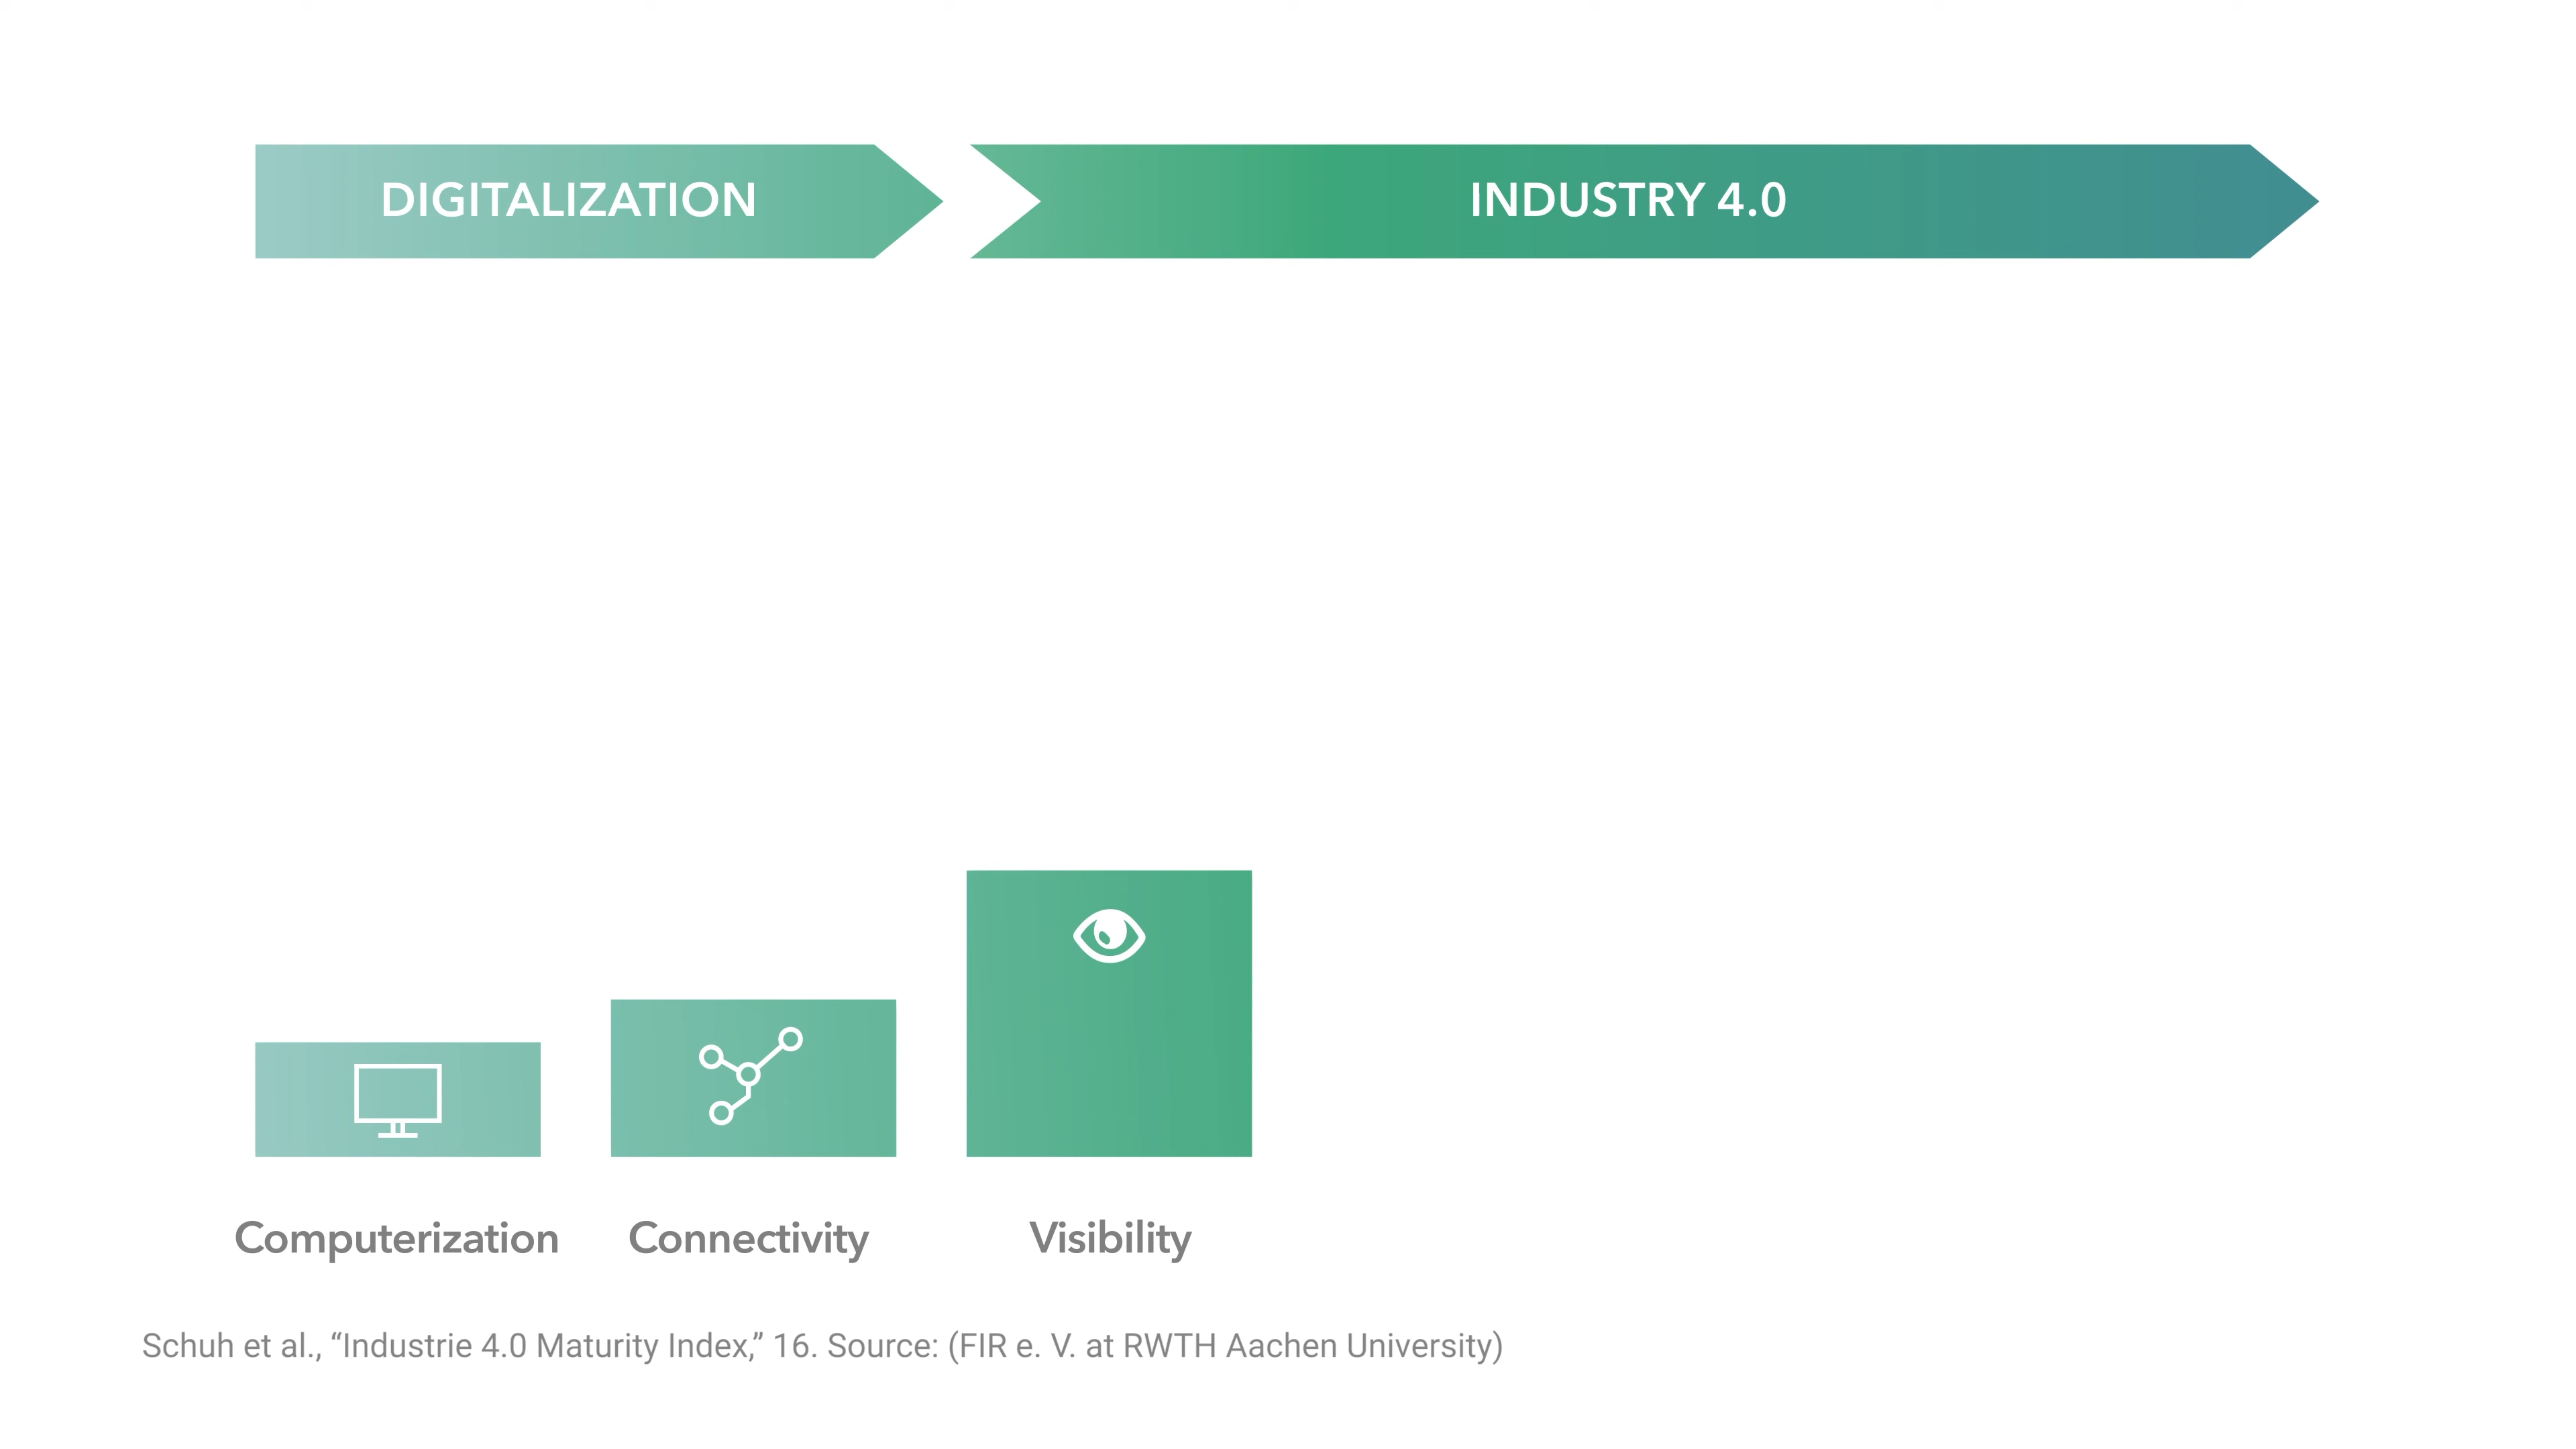 DIGITALIZATION
INDUSTRY 4.0
Computerization
Connectivity
Visibility
Schuh et al., “Industrie 4.0 Maturity Index,” 16. Source: (FIR e. V. at RWTH Aachen University)